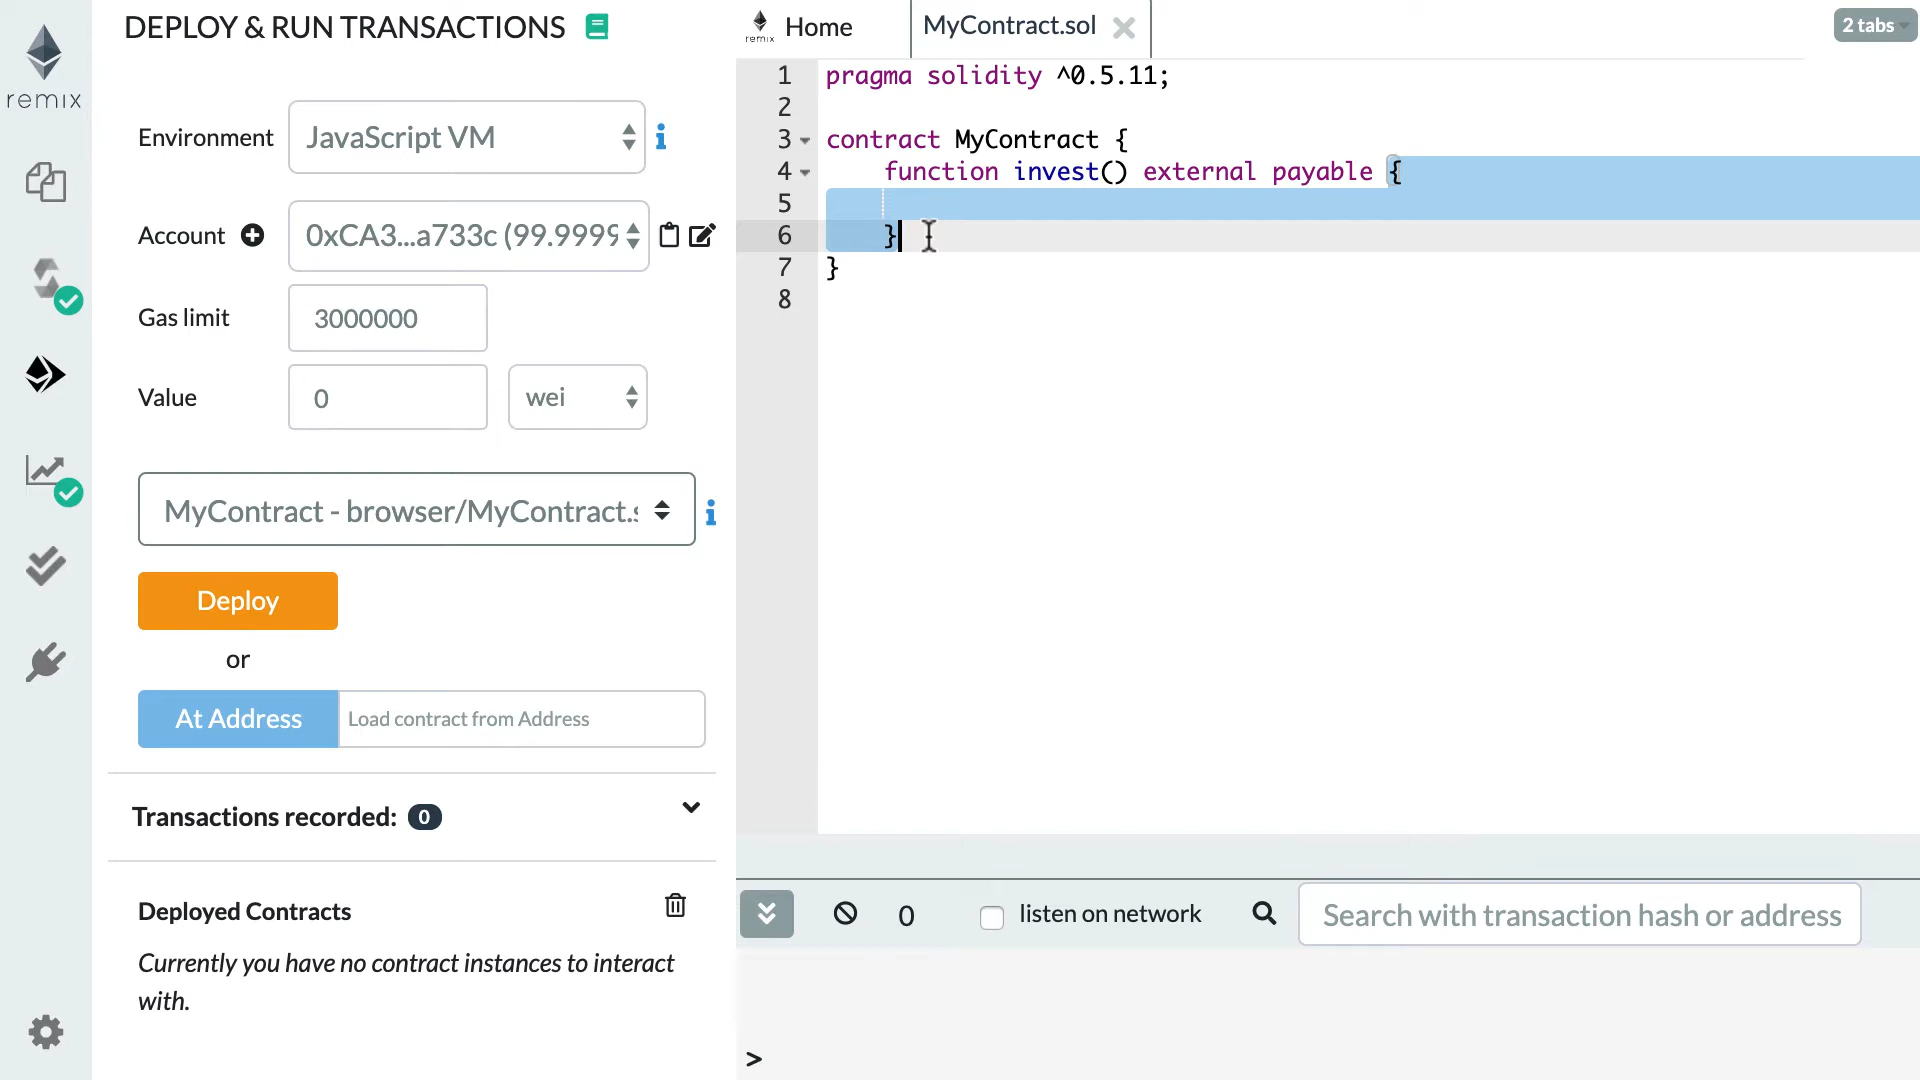 remix
DEPLOY & RUN TRANSACTIONS
Environment
JavaScript VM
Account
0xCA3...a733c (99.9999
Gas limit
3000000
Value
0
wei
MyContract - browser/MyContract.s
Deploy
or
At Address
Load contract from Address
Transactions recorded: 0
Deployed Contracts
Currently you have no contract instances to interact
with.
remix
Home
MyContract.sol
2 tabs
1 pragma solidity ^0.5.11;
2
3 contract MyContract {
4 function invest() external payable {
5
6 }
7 }
8
0
listen on network
Search with transaction hash or address
>